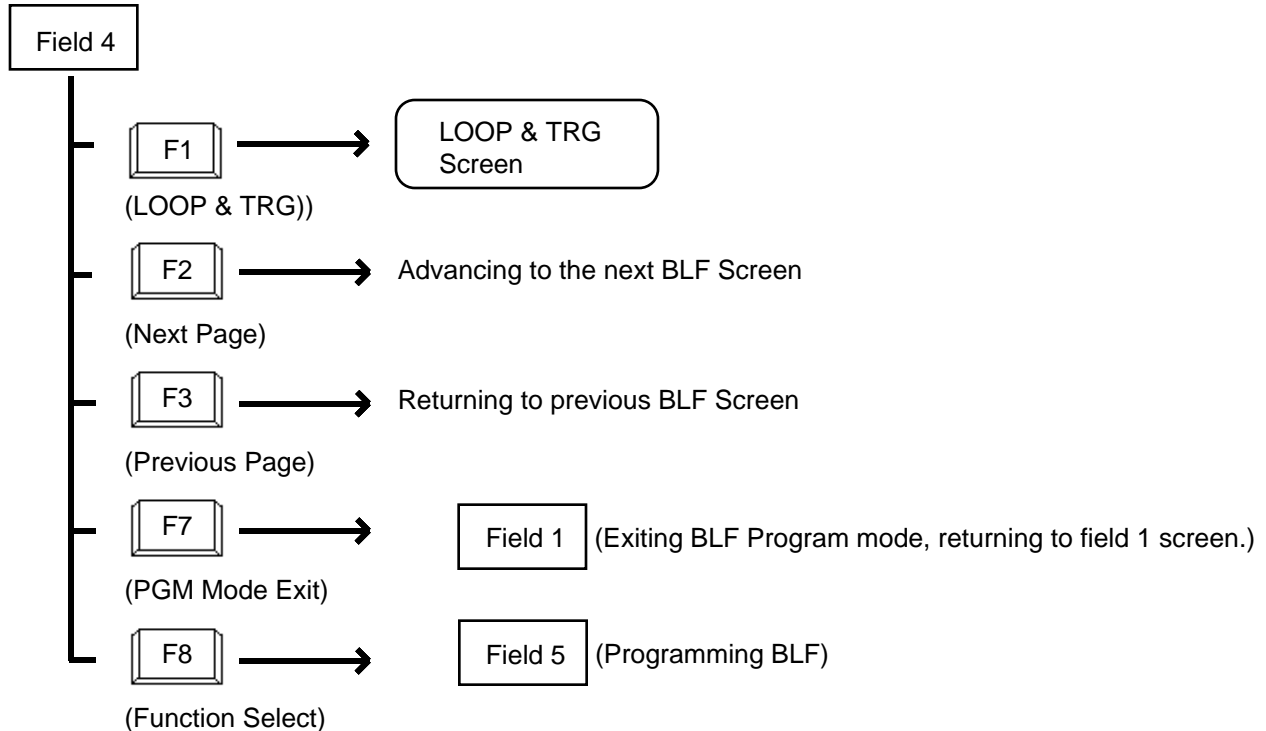 Field 4
F1
LOOP & TRG
Screen
(LOOP & TRG))
F2
Advancing to the next BLF Screen
(Next Page)
F3
Returning to previous BLF Screen
(Previous Page)
F7
Field 1 (Exiting BLF Program mode, returning to field 1 screen.)
(PGM Mode Exit)
F8
Field 5 (Programming BLF)
(Function Select)